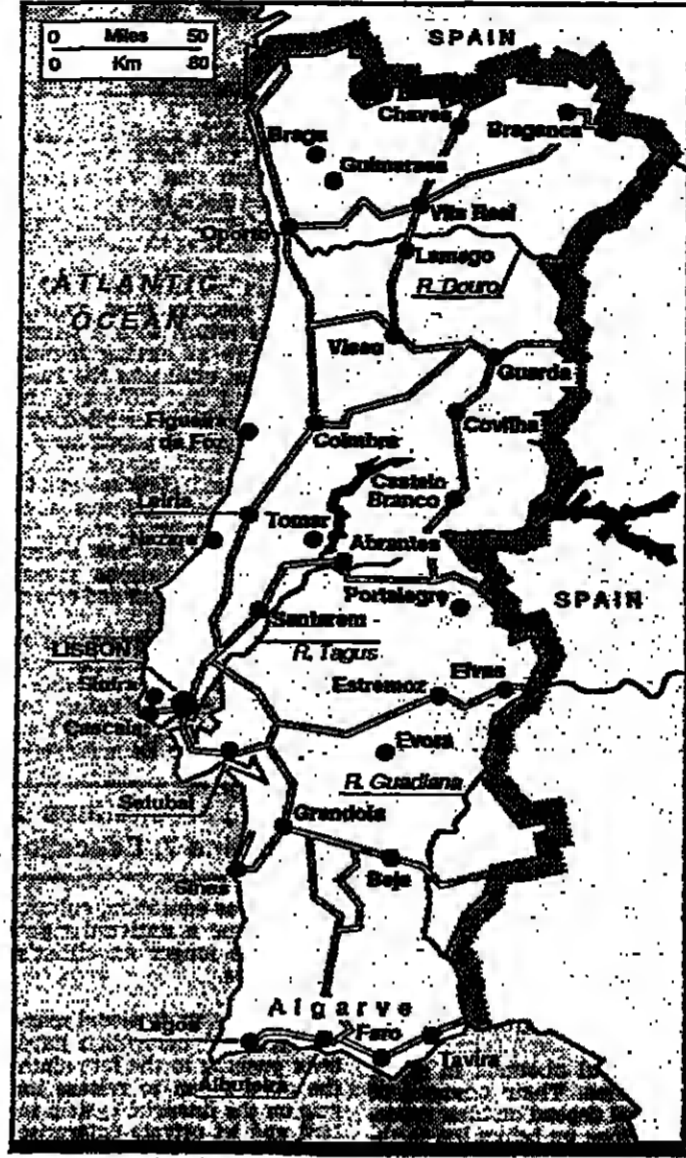 0 Miles 50
0 Km 80
SPAIN
Chaves
Braganca
Braga
Guimaraes
Vila Real
Oporto
Lamego
R. Douro
ATLANTIC
OCEAN
Viseu
Guarda
Figueira
da Foz
Coimbra
Covilha
Castelo
Branco
Leiria
Tomar
Nazare
Abrantes
Portalegre
SPAIN
Santarem
LISBON
R. Tagus
Sintra
Estremoz
Elvas
Cascais
Evora
R. Guadiana
Setubal
Grandola
Beja
Sines
Algarve
Lagos
Faro
Tavira
Albufeira